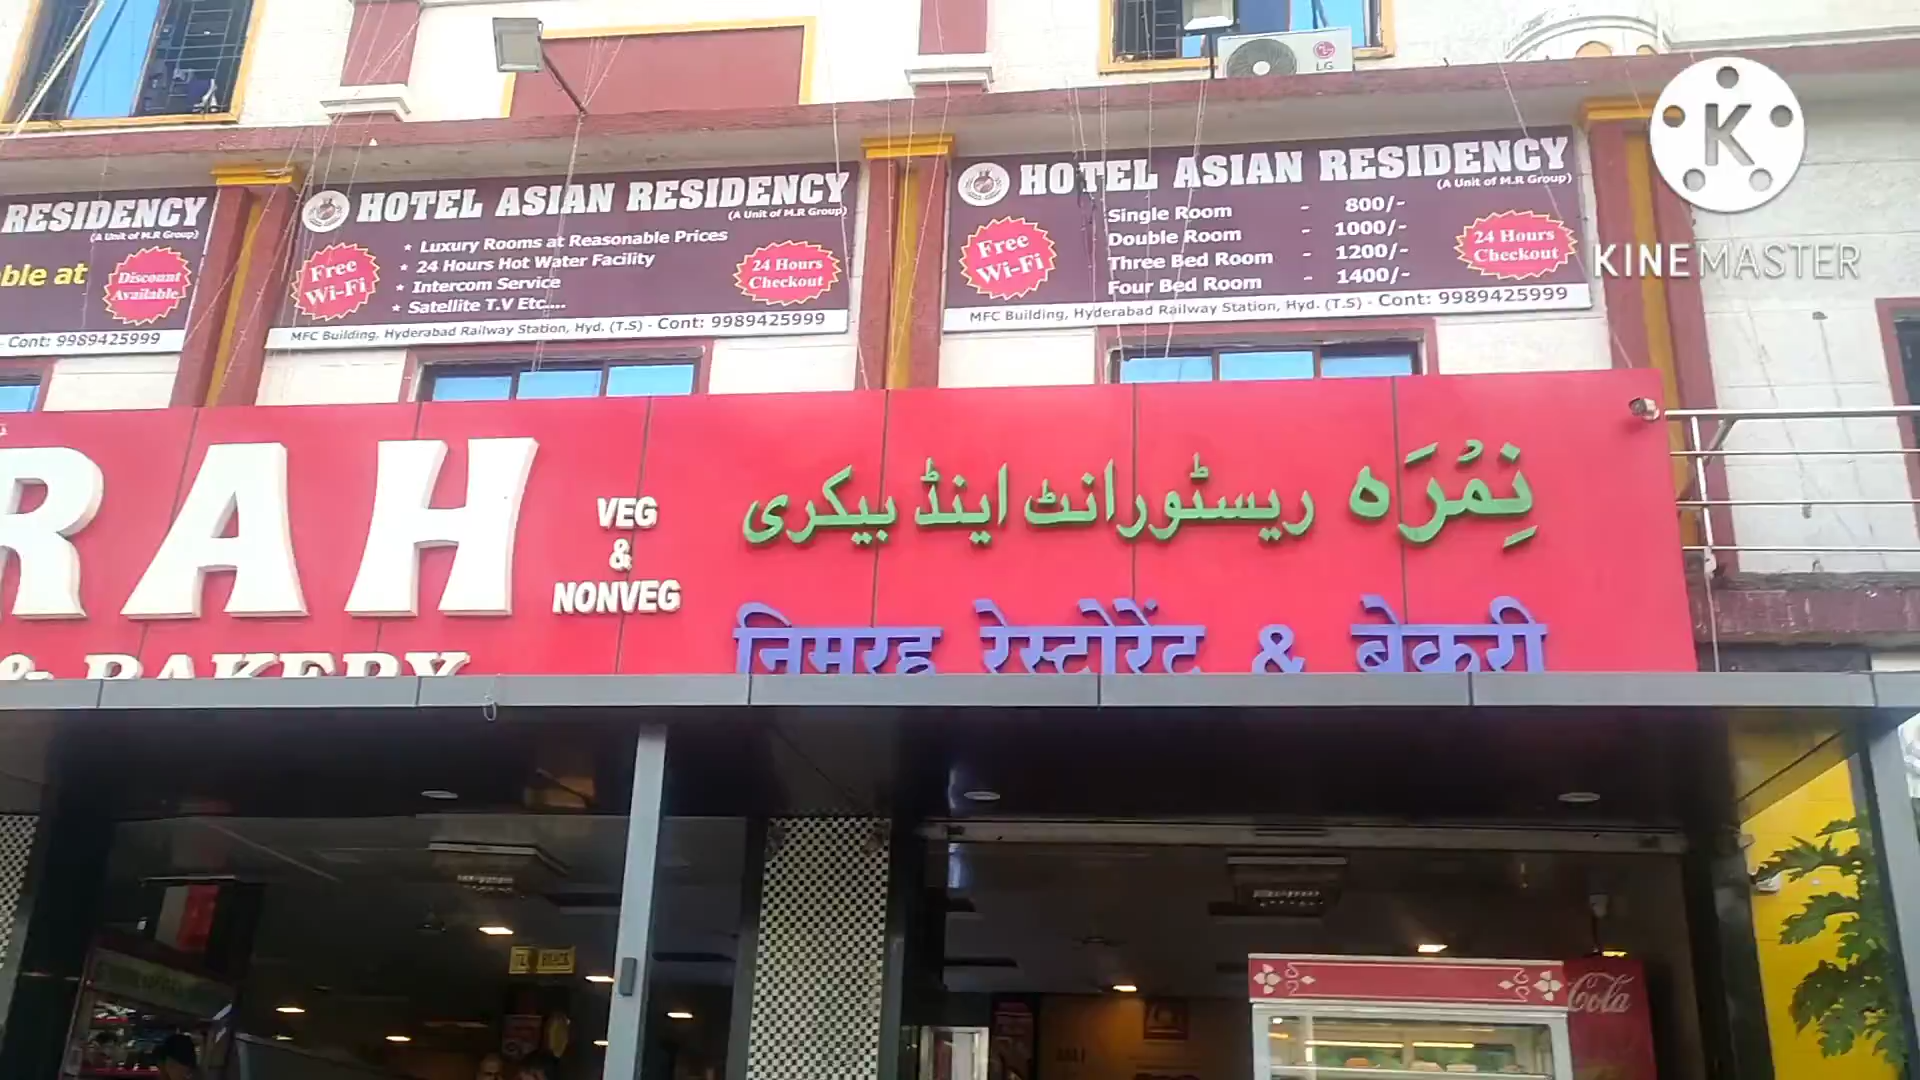 RESIDENCY
(A Unit of M.R Group)
ble at
Discount
Available
- Cont: 9989425999
HOTEL ASIAN RESIDENCY
(A Unit of M.R Group)
Free
Wi-Fi
* Luxury Rooms at Reasonable Prices
* 24 Hours Hot Water Facility
* Intercom Service
* Satellite T.V Etc....
24 Hours
Checkout
MFC Building, Hyderabad Railway Station, Hyd. (T.S) - Cont: 9989425999
HOTEL ASIAN RESIDENCY
(A Unit of M.R Group)
Free
Wi-Fi
Single Room - 800/-
Double Room - 1000/-
Three Bed Room - 1200/-
Four Bed Room - 1400/-
24 Hours
Checkout
MFC Building, Hyderabad Railway Station, Hyd. (T.S) - Cont: 9989425999
LG
K
KINEMASTER
RAH
VEG
&
NONVEG
& BAKERY
نِمْرَہ ریسٹورانٹ اینڈ بیکری
निमरह रेस्टोरेंट & बेकरी
Cola